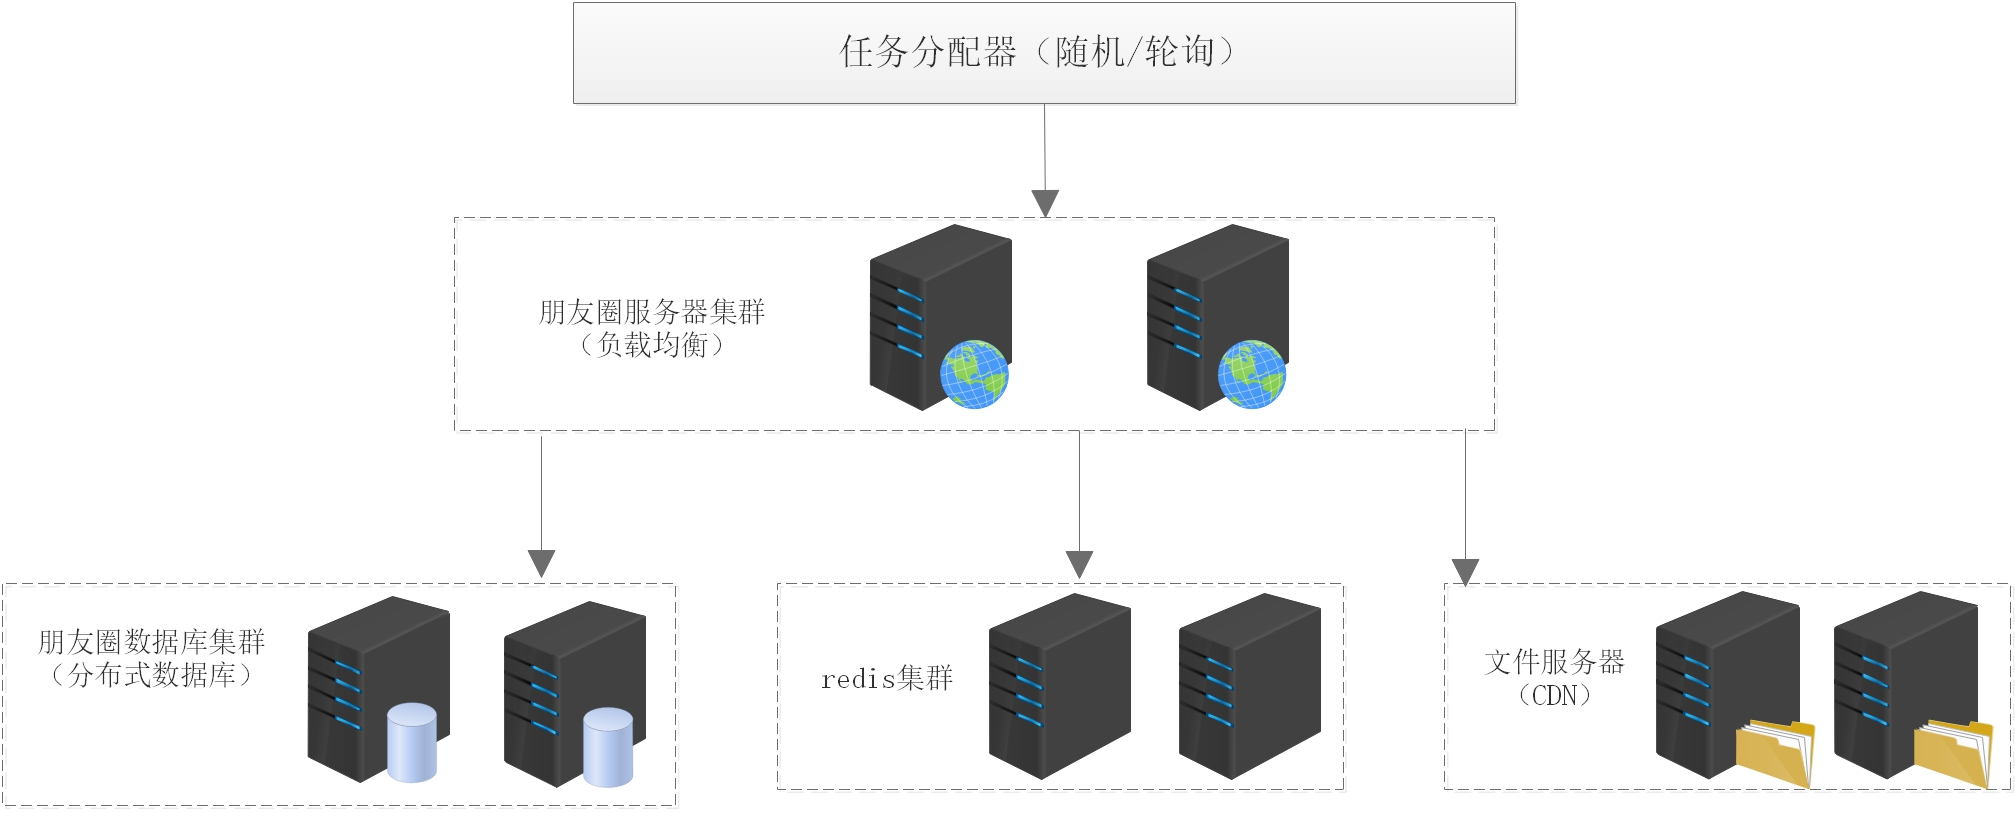 任务分配器（随机/轮询）
朋友圈服务器集群
（负载均衡）
朋友圈数据库集群
（分布式数据库）
redis集群
文件服务器
（CDN）